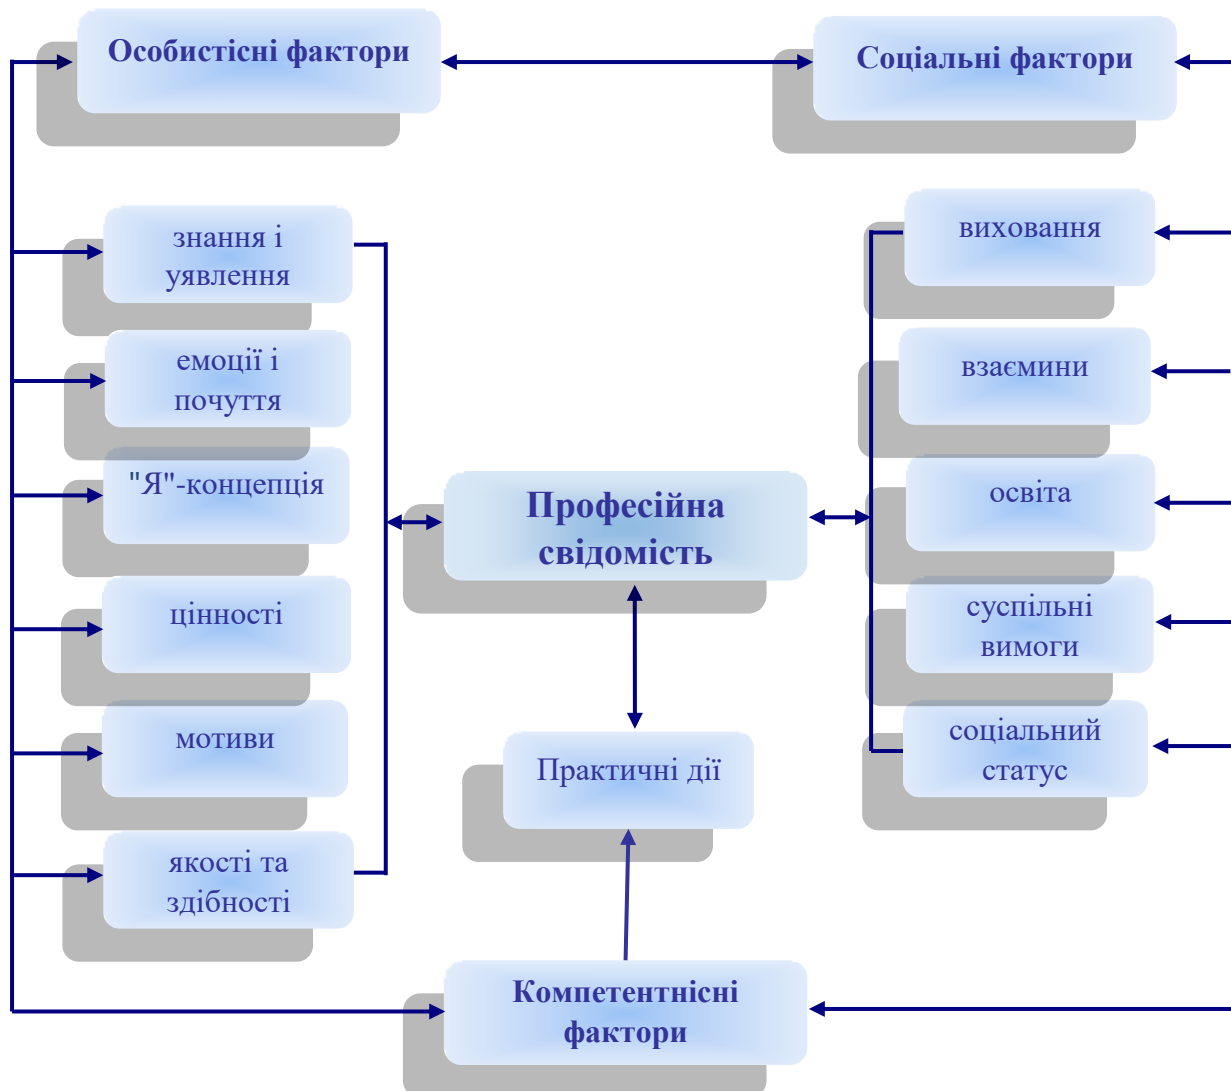 Особистісні фактори
Соціальні фактори
знання і
уявлення
емоції і
почуття
"Я"-концепція
цінності
мотиви
якості та
здібності
Професійна
свідомість
Практичні дії
Компетентнісні
фактори
виховання
взаємини
освіта
суспільні
вимоги
соціальний
статус